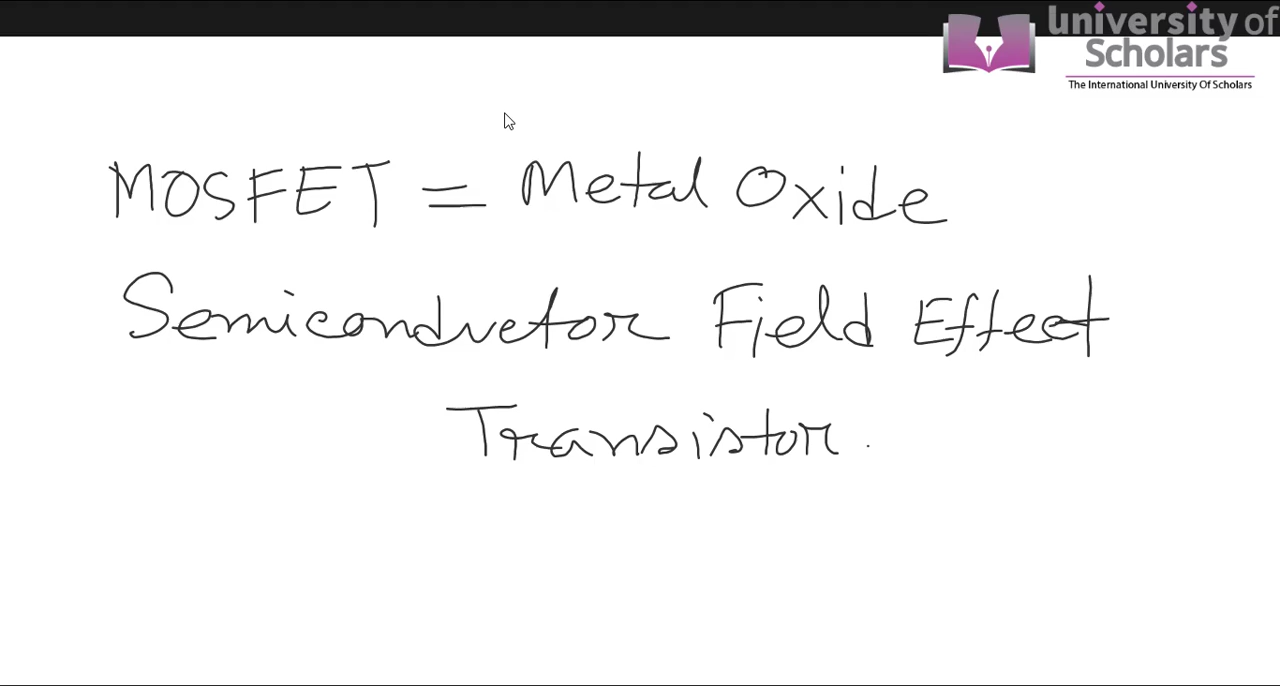 university of
Scholars
The International University Of Scholars
MOSFET = Metal Oxide
Semiconductor Field Effect
Transistor.